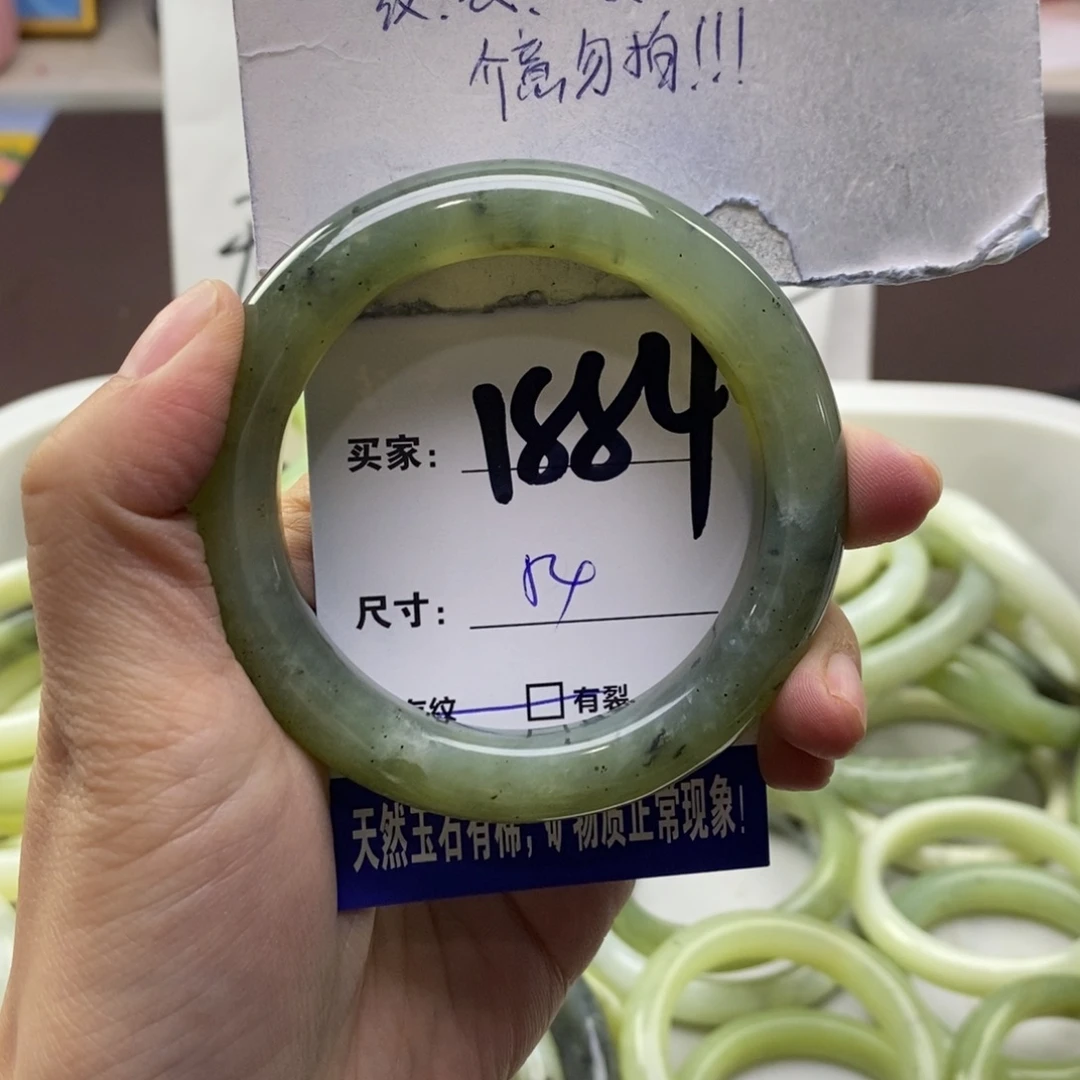 介意勿拍!!!
买家: 1884
尺寸:
纹 有裂
天然玉石有棉,矿物质正常现象!